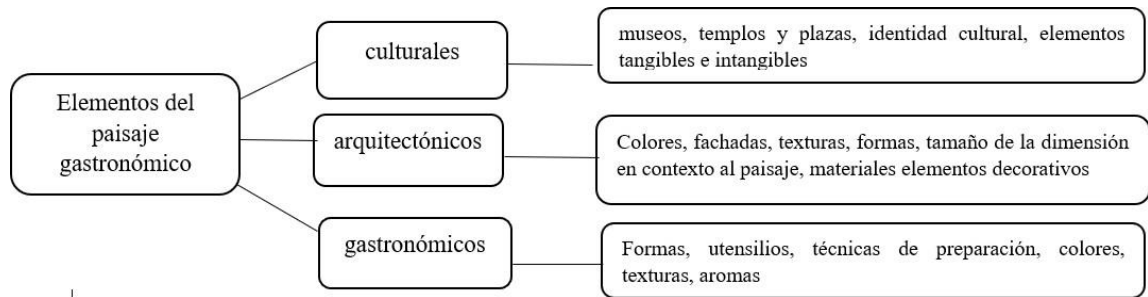 Elementos del
paisaje
gastronómico
culturales
museos, templos y plazas, identidad cultural, elementos
tangibles e intangibles
arquitectónicos
Colores, fachadas, texturas, formas, tamaño de la dimensión
en contexto al paisaje, materiales elementos decorativos
gastronómicos
Formas, utensilios, técnicas de preparación, colores,
texturas, aromas